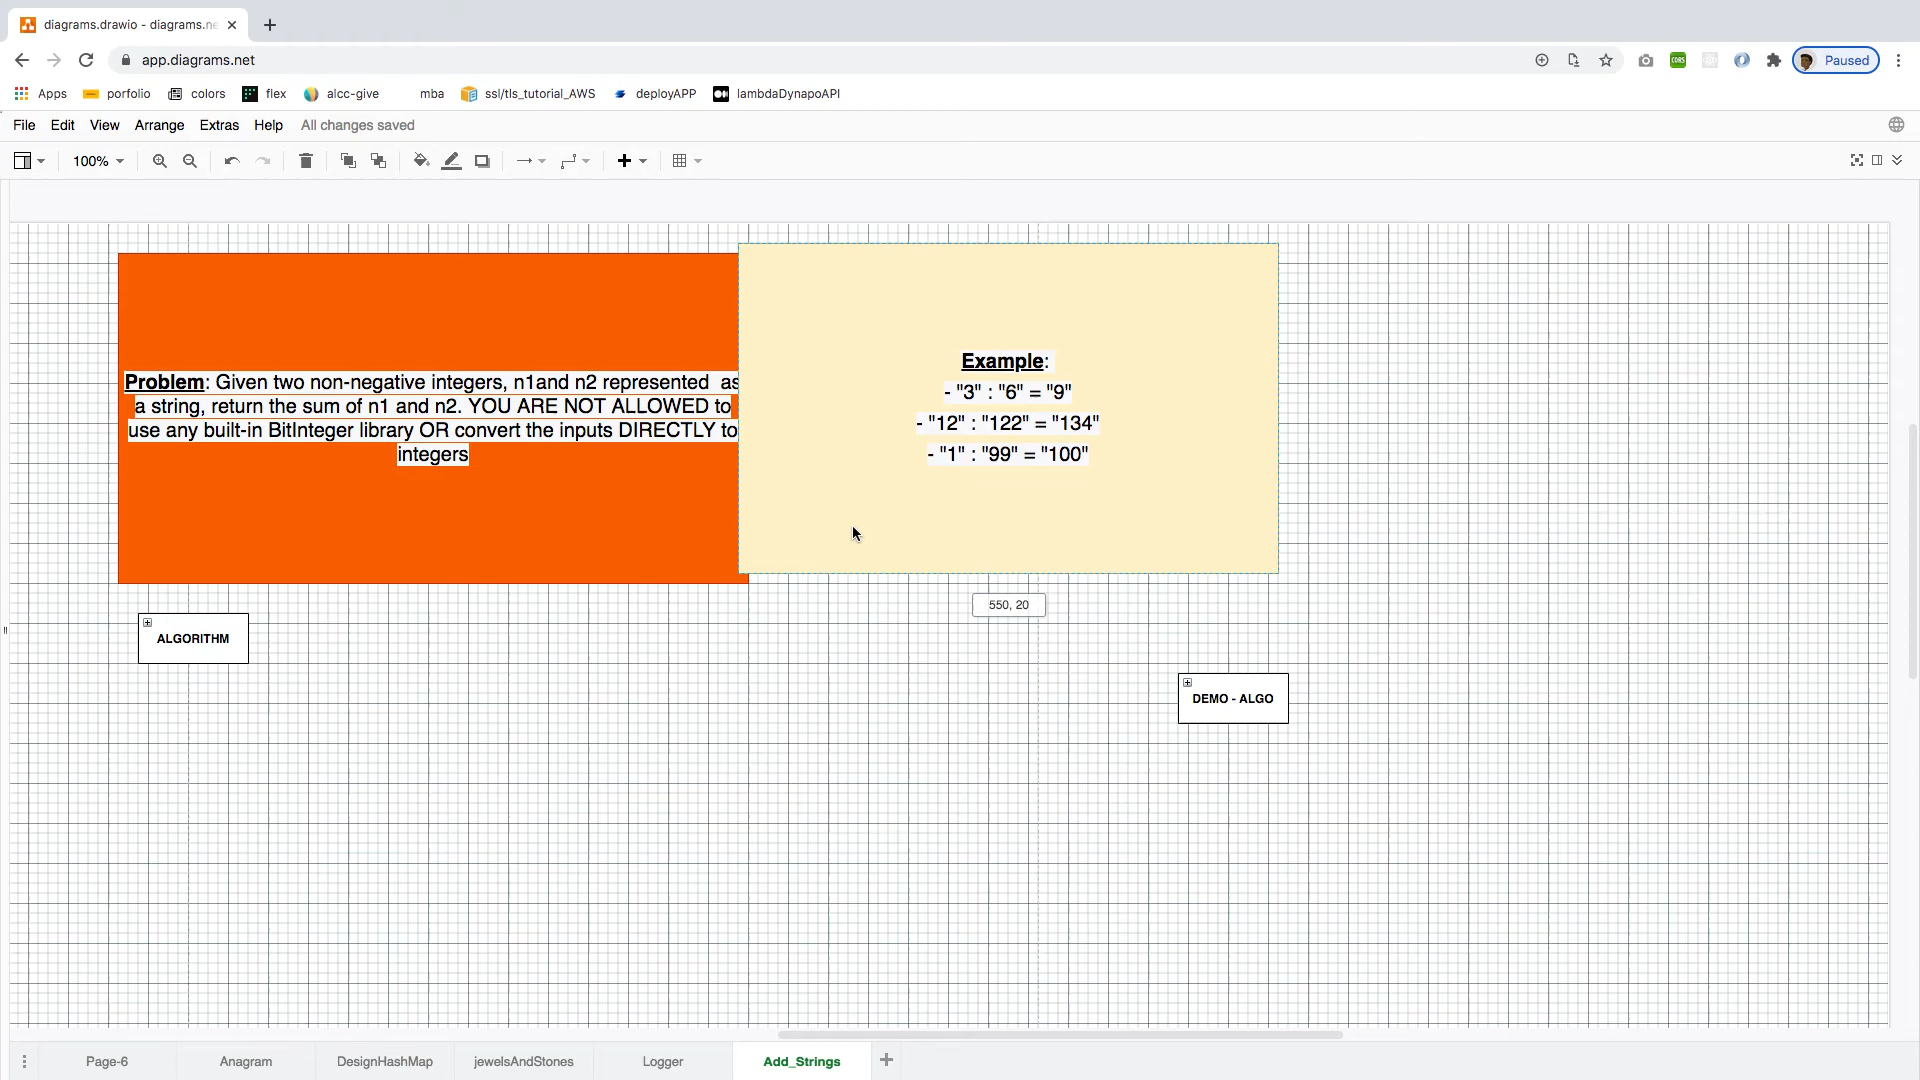 diagrams.drawio - diagrams.ne
app.diagrams.net
Paused
Apps
porfolio
colors
flex
alcc-give
mba
ssl/tls_tutorial_AWS
deployAPP
lambdaDynapoAPI
File
Edit
View
Arrange
Extras
Help
All changes saved
100%
Problem: Given two non-negative integers, n1and n2 represented as
a string, return the sum of n1 and n2. YOU ARE NOT ALLOWED to
use any built-in BitInteger library OR convert the inputs DIRECTLY to
integers
Example:
- "3" : "6" = "9"
- "12" : "122" = "134"
- "1" : "99" = "100"
550, 20
ALGORITHM
DEMO - ALGO
Page-6
Anagram
DesignHashMap
jewelsAndStones
Logger
Add_Strings